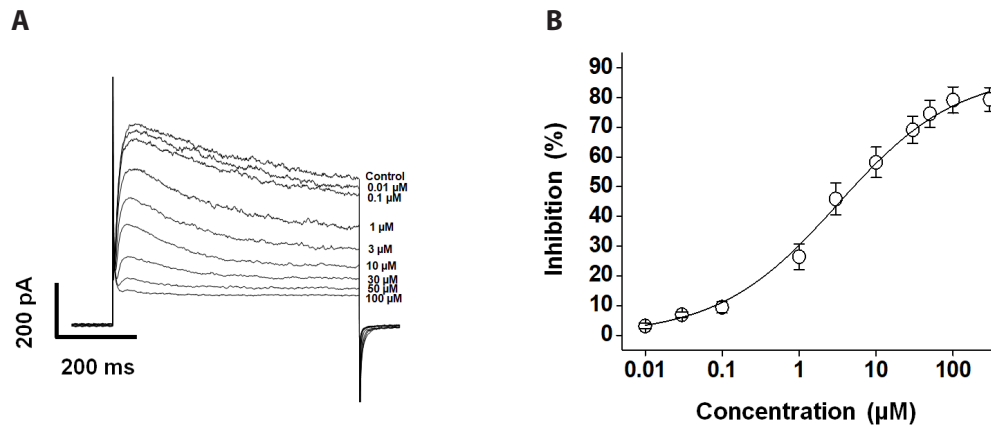 A
Control
0.01 µM
0.1 µM
1 µM
3 µM
10 µM
30 µM
50 µM
100 µM
200 pA
200 ms
B
Inhibition (%)
90
80
70
60
50
40
30
20
10
0
0.01 0.1 1 10 100
Concentration (µM)